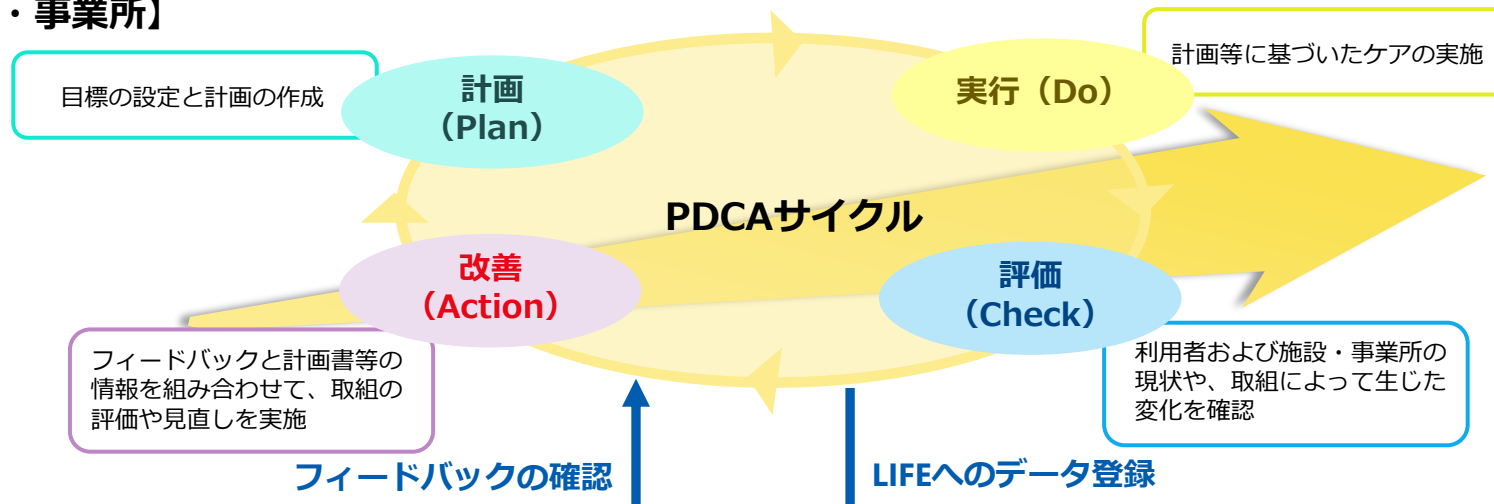 ・事業所】
目標の設定と計画の作成
計画
（Plan）
実行（Do）
計画等に基づいたケアの実施
PDCAサイクル
改善
（Action）
評価
（Check）
フィードバックと計画書等の
情報を組み合わせて、取組の
評価や見直しを実施
利用者および施設・事業所の
現状や、取組によって生じた
変化を確認
フィードバックの確認
LIFEへのデータ登録